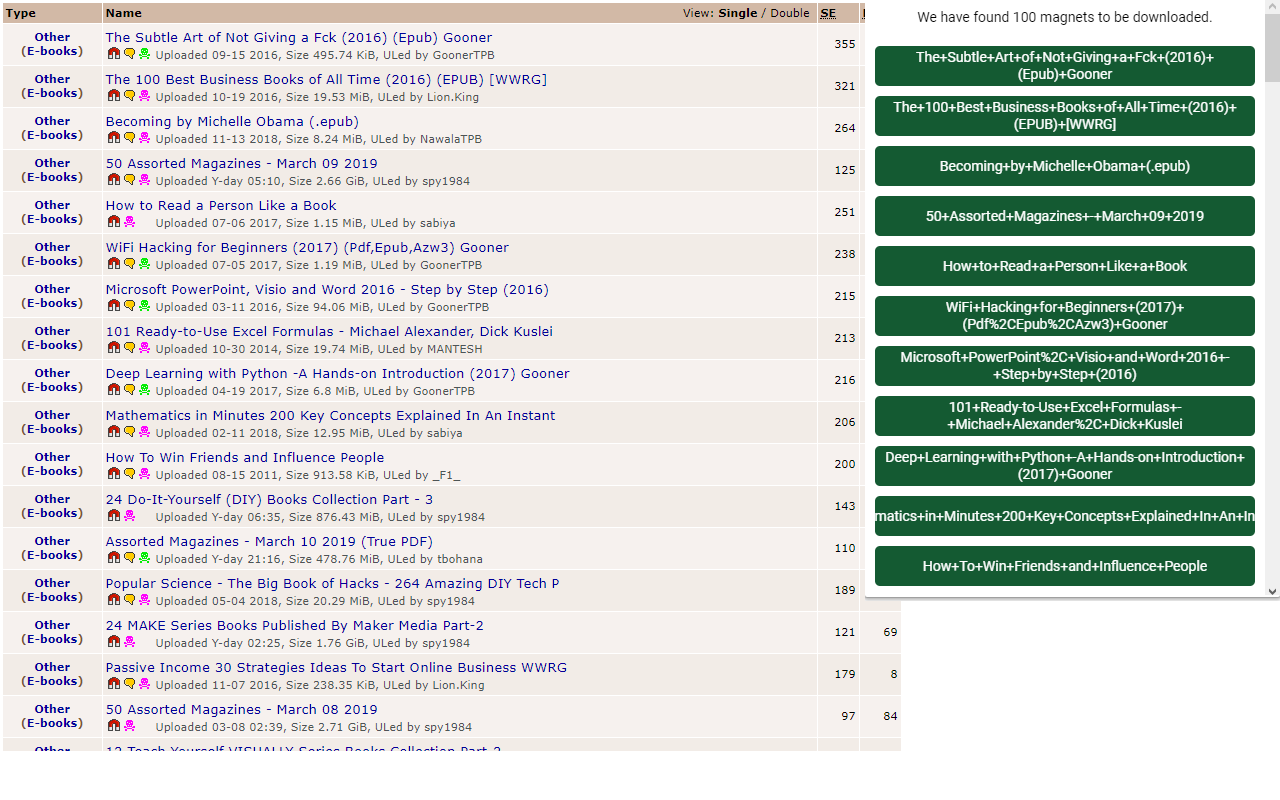 Type Name View: Single / Double SE
Other
(E-books)
The Subtle Art of Not Giving a Fck (2016) (Epub) Gooner
Uploaded 09-15 2016, Size 495.74 KiB, ULed by GoonerTPB
355
Other
(E-books)
The 100 Best Business Books of All Time (2016) (EPUB) [WWRG]
Uploaded 10-19 2016, Size 19.53 MiB, ULed by Lion.King
321
Other
(E-books)
Becoming by Michelle Obama (.epub)
Uploaded 11-13 2018, Size 8.24 MiB, ULed by NawalaTPB
264
Other
(E-books)
50 Assorted Magazines - March 09 2019
Uploaded Y-day 05:10, Size 2.66 GiB, ULed by spy1984
125
Other
(E-books)
How to Read a Person Like a Book
Uploaded 07-06 2017, Size 1.15 MiB, ULed by sabiya
251
Other
(E-books)
WiFi Hacking for Beginners (2017) (Pdf,Epub,Azw3) Gooner
Uploaded 07-05 2017, Size 1.19 MiB, ULed by GoonerTPB
238
Other
(E-books)
Microsoft PowerPoint, Visio and Word 2016 - Step by Step (2016)
Uploaded 03-11 2016, Size 94.06 MiB, ULed by GoonerTPB
215
Other
(E-books)
101 Ready-to-Use Excel Formulas - Michael Alexander, Dick Kuslei
Uploaded 10-30 2014, Size 19.74 MiB, ULed by MANTESH
213
Other
(E-books)
Deep Learning with Python -A Hands-on Introduction (2017) Gooner
Uploaded 04-19 2017, Size 6.8 MiB, ULed by GoonerTPB
216
Other
(E-books)
Mathematics in Minutes 200 Key Concepts Explained In An Instant
Uploaded 02-11 2018, Size 12.95 MiB, ULed by sabiya
206
Other
(E-books)
How To Win Friends and Influence People
Uploaded 08-15 2011, Size 913.58 KiB, ULed by _F1_
200
Other
(E-books)
24 Do-It-Yourself (DIY) Books Collection Part - 3
Uploaded Y-day 06:35, Size 876.43 MiB, ULed by spy1984
143
Other
(E-books)
Assorted Magazines - March 10 2019 (True PDF)
Uploaded Y-day 21:16, Size 478.76 MiB, ULed by tbohana
110
Other
(E-books)
Popular Science - The Big Book of Hacks - 264 Amazing DIY Tech P
Uploaded 05-04 2018, Size 20.29 MiB, ULed by spy1984
189
Other
(E-books)
24 MAKE Series Books Published By Maker Media Part-2
Uploaded Y-day 02:25, Size 1.76 GiB, ULed by spy1984
121 69
Other
(E-books)
Passive Income 30 Strategies Ideas To Start Online Business WWRG
Uploaded 11-07 2016, Size 238.35 KiB, ULed by Lion.King
179 8
Other
(E-books)
50 Assorted Magazines - March 08 2019
Uploaded 03-08 02:39, Size 2.71 GiB, ULed by spy1984
97 84
Other
12 Teach Yourself VISUALLY Series Books Collection Part-2
We have found 100 magnets to be downloaded.
The+Subtle+Art+of+Not+Giving+a+Fck+(2016)+
(Epub)+Gooner
The+100+Best+Business+Books+of+All+Time+(2016)+
(EPUB)+[WWRG]
Becoming+by+Michelle+Obama+(.epub)
50+Assorted+Magazines+-+March+09+2019
How+to+Read+a+Person+Like+a+Book
WiFi+Hacking+for+Beginners+(2017)+
(Pdf%2CEpub%2CAzw3)+Gooner
Microsoft+PowerPoint%2C+Visio+and+Word+2016+-
+Step+by+Step+(2016)
101+Ready-to-Use+Excel+Formulas+-
+Michael+Alexander%2C+Dick+Kuslei
Deep+Learning+with+Python+-A+Hands-on+Introduction+
(2017)+Gooner
matics+in+Minutes+200+Key+Concepts+Explained+In+An+In
How+To+Win+Friends+and+Influence+People